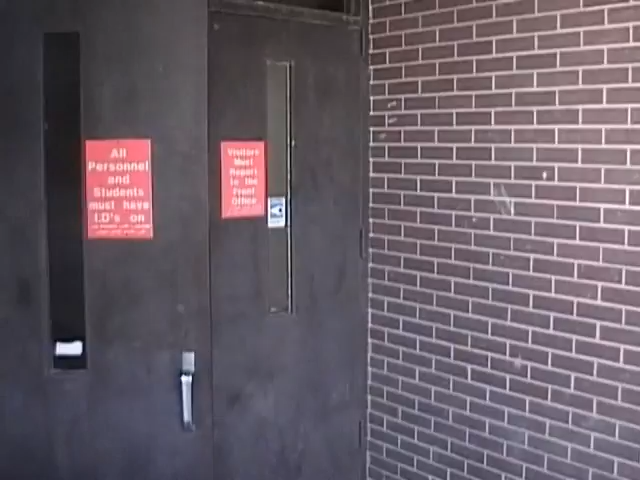 All
Personnel
and
Students
must have
I.D's on
Visitors
Must
Report
to the
Front
Office